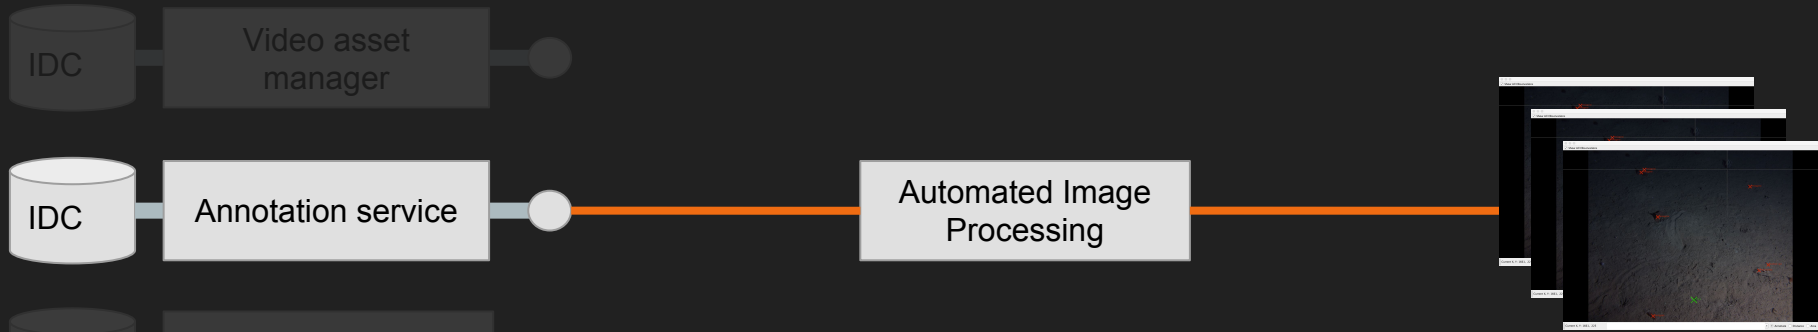 IDC
Video asset
manager
IDC
Annotation service
Automated Image
Processing